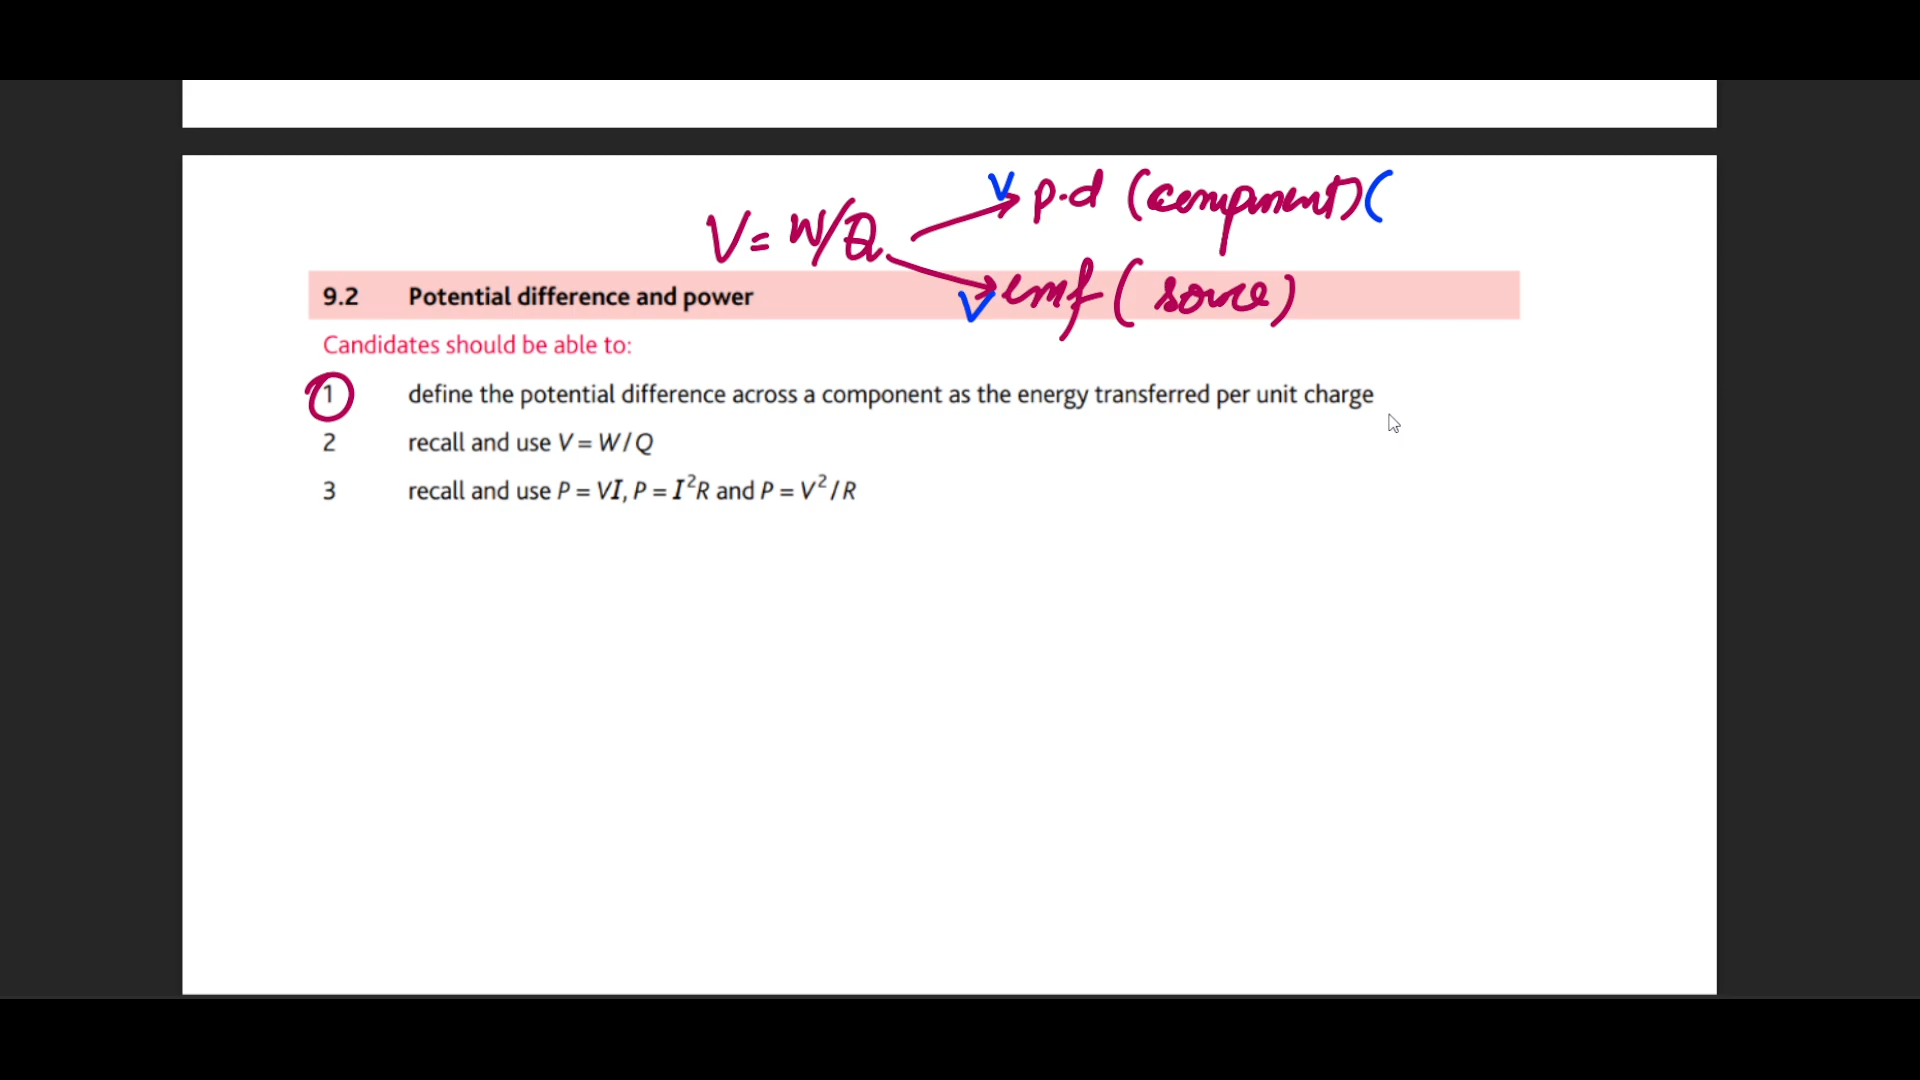 V p.d (component) (
V = W/Q
V emf (source)
9.2 Potential difference and power
Candidates should be able to:
1 define the potential difference across a component as the energy transferred per unit charge
2 recall and use V = W/Q
3 recall and use P = VI, P = I²R and P = V²/R